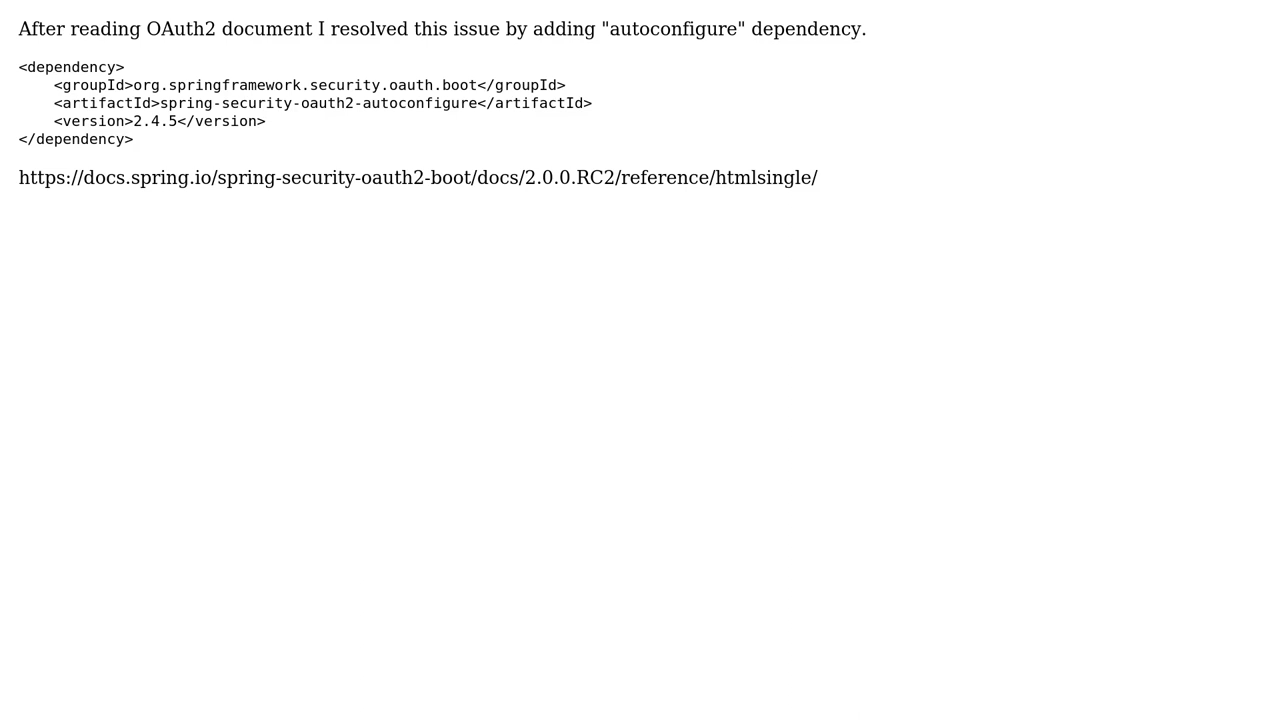 After reading OAuth2 document I resolved this issue by adding "autoconfigure" dependency.
<dependency>
    <groupId>org.springframework.security.oauth.boot</groupId>
    <artifactId>spring-security-oauth2-autoconfigure</artifactId>
    <version>2.4.5</version>
</dependency>
https://docs.spring.io/spring-security-oauth2-boot/docs/2.0.0.RC2/reference/htmlsingle/